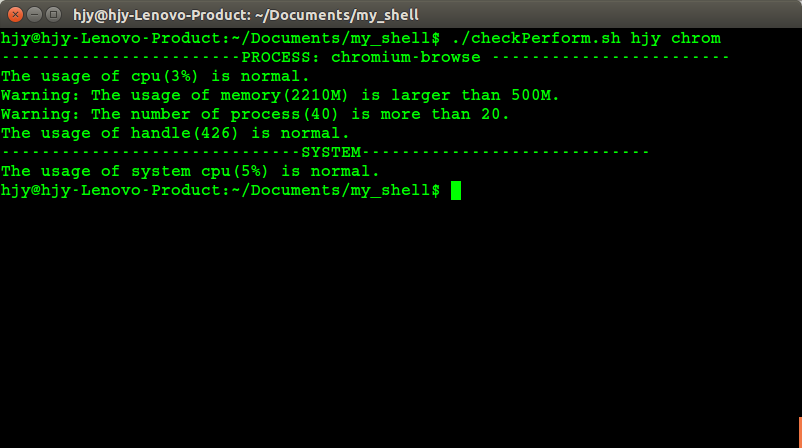 hjy@hjy-Lenovo-Product: ~/Documents/my_shell
hjy@hjy-Lenovo-Product:~/Documents/my_shell$ ./checkPerform.sh hjy chrom
------------------------PROCESS: chromium-browse ------------------------
The usage of cpu(3%) is normal.
Warning: The usage of memory(2210M) is larger than 500M.
Warning: The number of process(40) is more than 20.
The usage of handle(426) is normal.
------------------------------SYSTEM-----------------------------
The usage of system cpu(5%) is normal.
hjy@hjy-Lenovo-Product:~/Documents/my_shell$